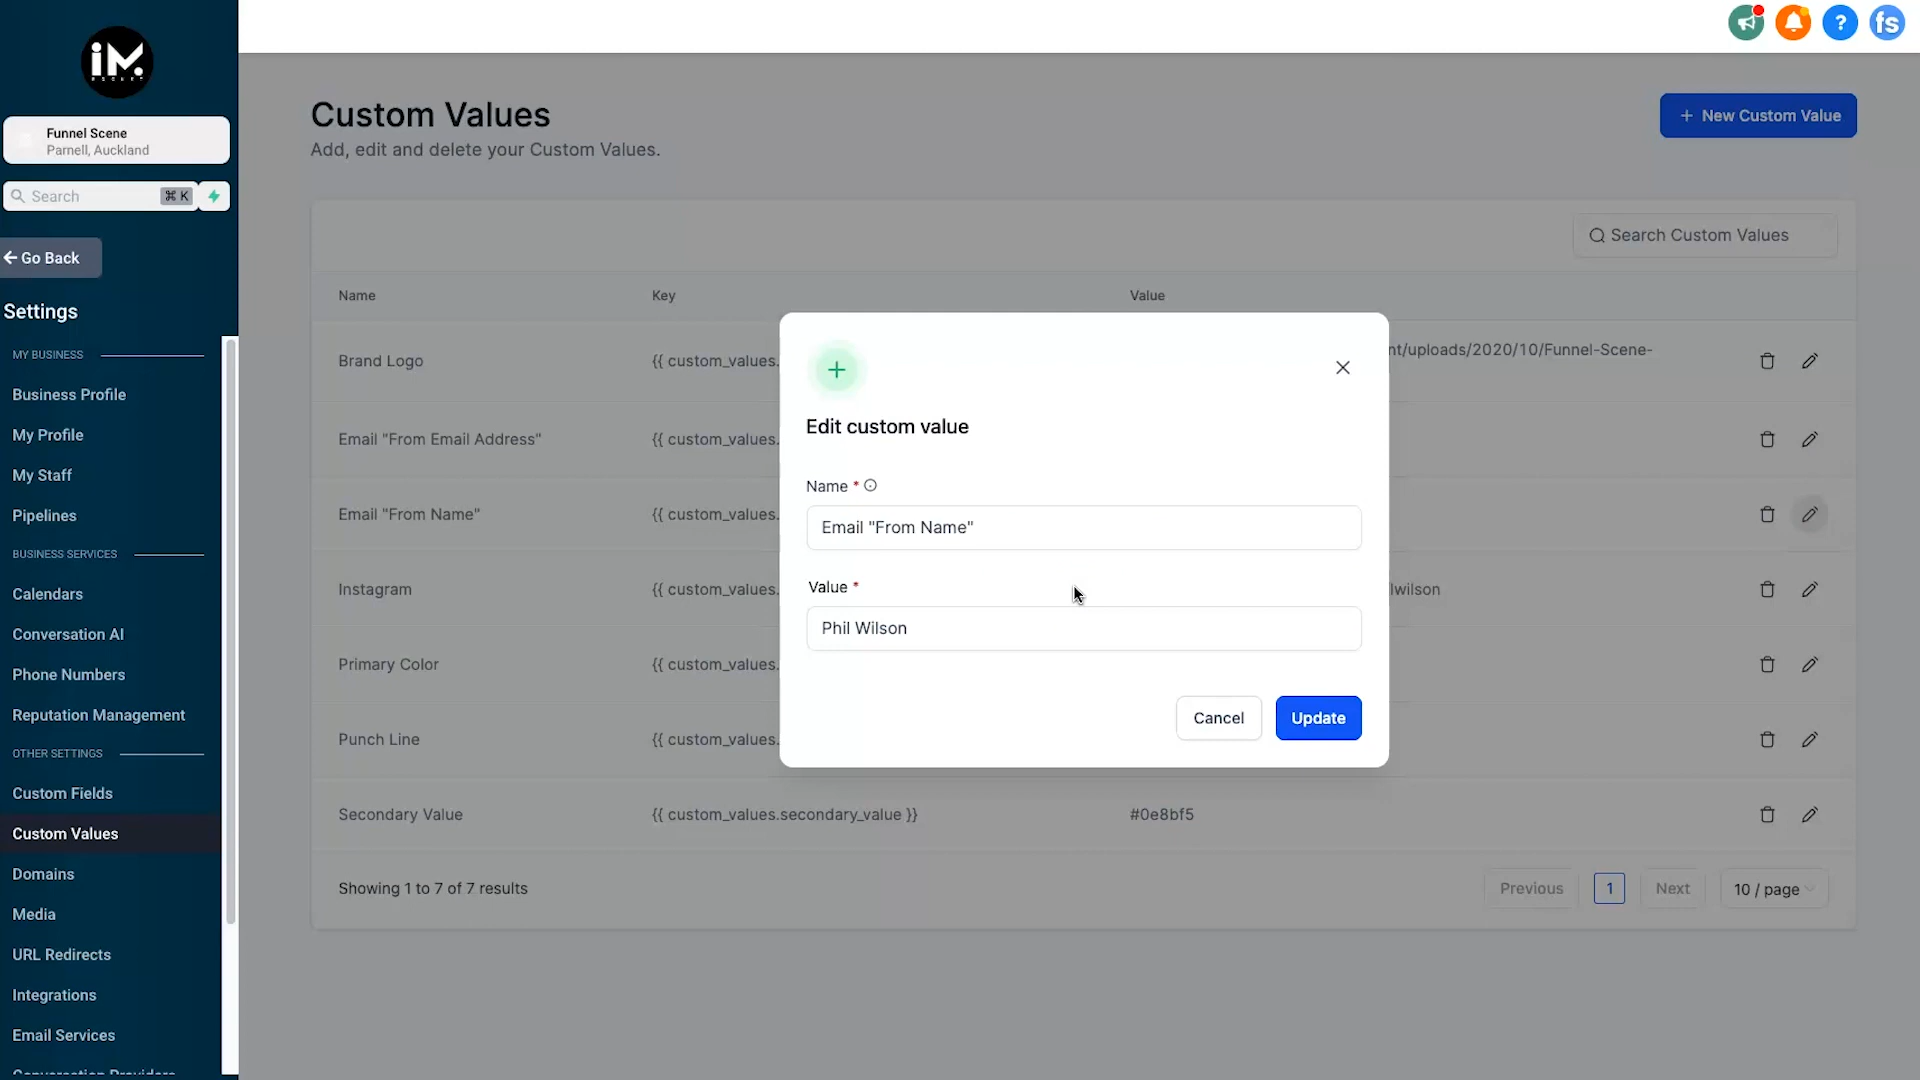 iM.
Funnel Scene
Parnell, Auckland
Search
⌘ K
Go Back
Settings
MY BUSINESS
Business Profile
My Profile
My Staff
Pipelines
BUSINESS SERVICES
Calendars
Conversation AI
Phone Numbers
Reputation Management
OTHER SETTINGS
Custom Fields
Custom Values
Domains
Media
URL Redirects
Integrations
Email Services
Conversation Providers
?
fs
Custom Values
Add, edit and delete your Custom Values.
+ New Custom Value
Search Custom Values
Name Key Value
Brand Logo {{ custom_values. nt/uploads/2020/10/Funnel-Scene-
Email "From Email Address" {{ custom_values.
Email "From Name" {{ custom_values.
Instagram {{ custom_values. lwilson
Primary Color {{ custom_values.
Punch Line {{ custom_values.
Secondary Value {{ custom_values.secondary_value }} #0e8bf5
Showing 1 to 7 of 7 results
Previous 1 Next 10 / page
Edit custom value
Name *
Email "From Name"
Value *
Phil Wilson
Cancel
Update